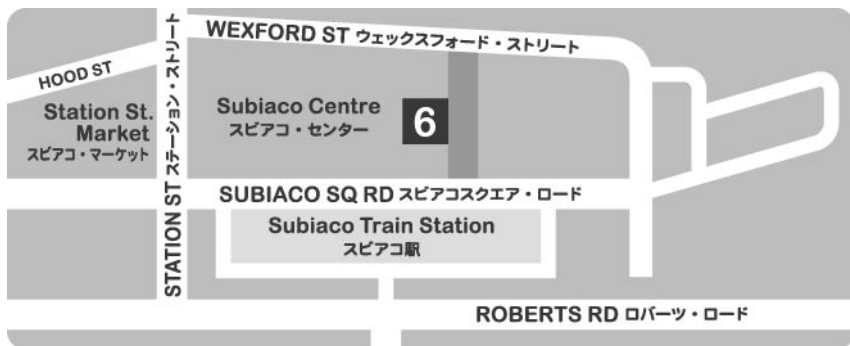 WEXFORD ST ウェックスフォード・ストリート
HOOD ST
STATION ST ステーション・ストリート
Station St.
Market
スビアコ・マーケット
Subiaco Centre
スビアコ・センター
6
SUBIACO SQ RD スビアコスクエア・ロード
Subiaco Train Station
スビアコ駅
ROBERTS RD ロバーツ・ロード